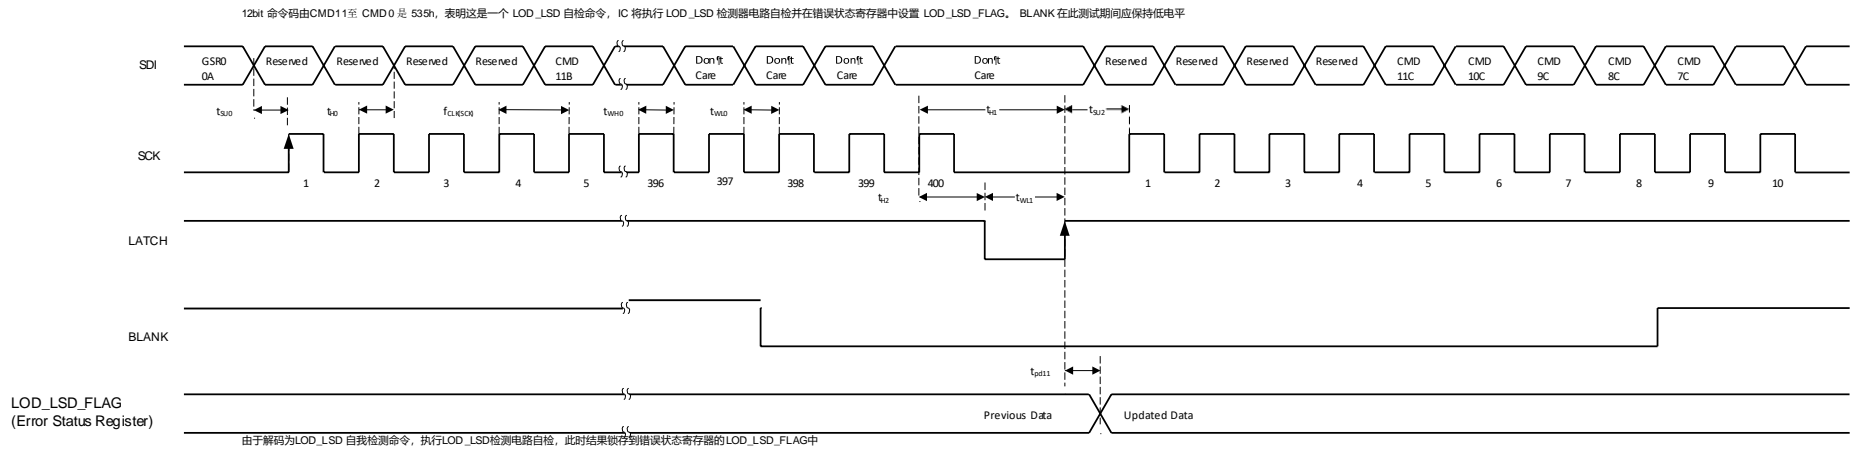 12bit 命令码由CMD11至 CMD0 是 535h，表明这是一个 LOD_LSD 自检命令，IC 将执行 LOD_LSD 检测器电路自检并在错误状态寄存器中设置 LOD_LSD_FLAG。 BLANK 在此测试期间应保持低电平
SDI
GSR0 0A
Reserved
Reserved
Reserved
Reserved
CMD 11B
Don't Care
Don't Care
Don't Care
Don't Care
Reserved
Reserved
Reserved
Reserved
CMD 11C
CMD 10C
CMD 9C
CMD 8C
CMD 7C
tSU0
tH0
fCLK(SCK)
tWH0
tWL0
tH1
tSU2
SCK
1
2
3
4
5
396
397
398
399
400
1
2
3
4
5
6
7
8
9
10
tH2
tWL1
LATCH
BLANK
tpd11
LOD_LSD_FLAG
(Error Status Register)
Previous Data
Updated Data
由于解码为LOD_LSD 自我检测命令，执行LOD_LSD检测电路自检，此时结果锁存到错误状态寄存器的LOD_LSD_FLAG中